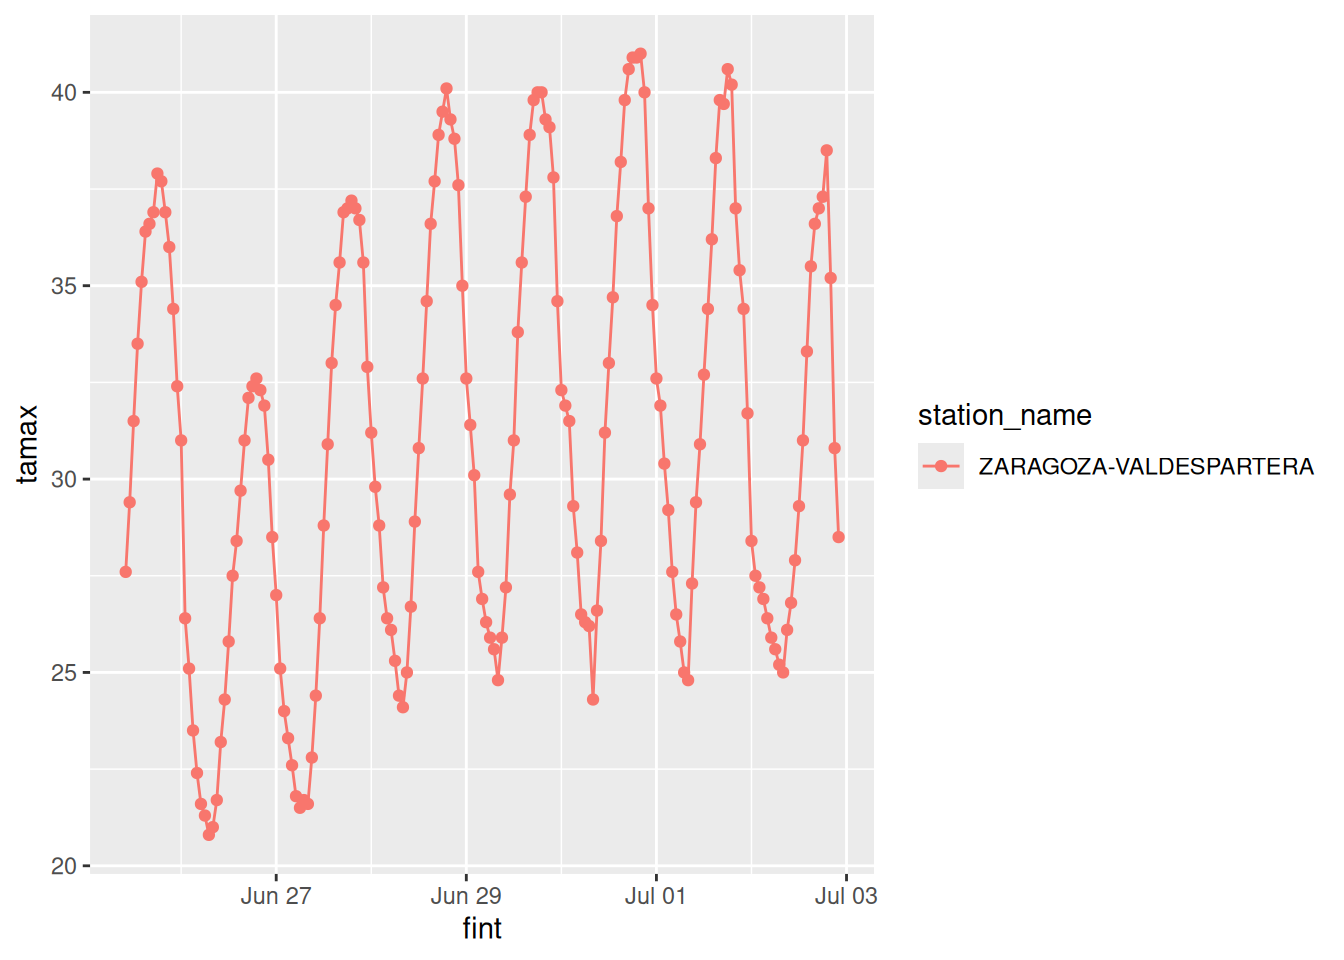 tamax
40
35
30
25
20
Jun 27
Jun 29
Jul 01
Jul 03
fint
station_name
ZARAGOZA-VALDESPARTERA